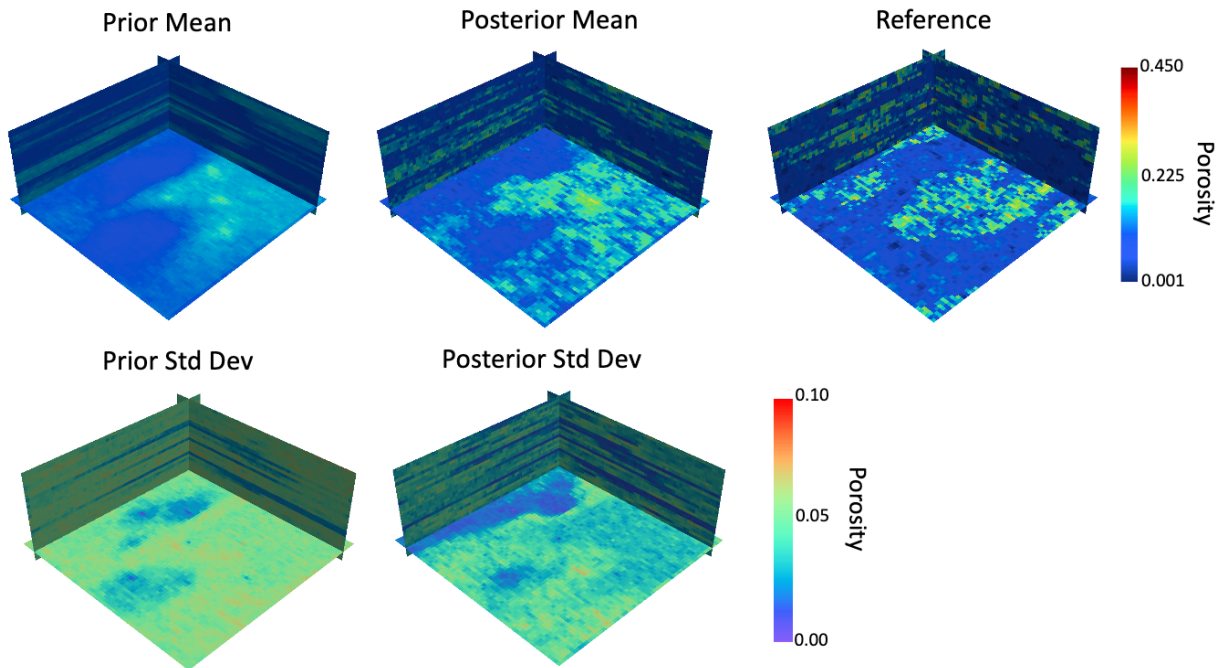 Prior Mean
Posterior Mean
Reference
0.450
0.225
0.001
Porosity
Prior Std Dev
Posterior Std Dev
0.10
0.05
0.00
Porosity